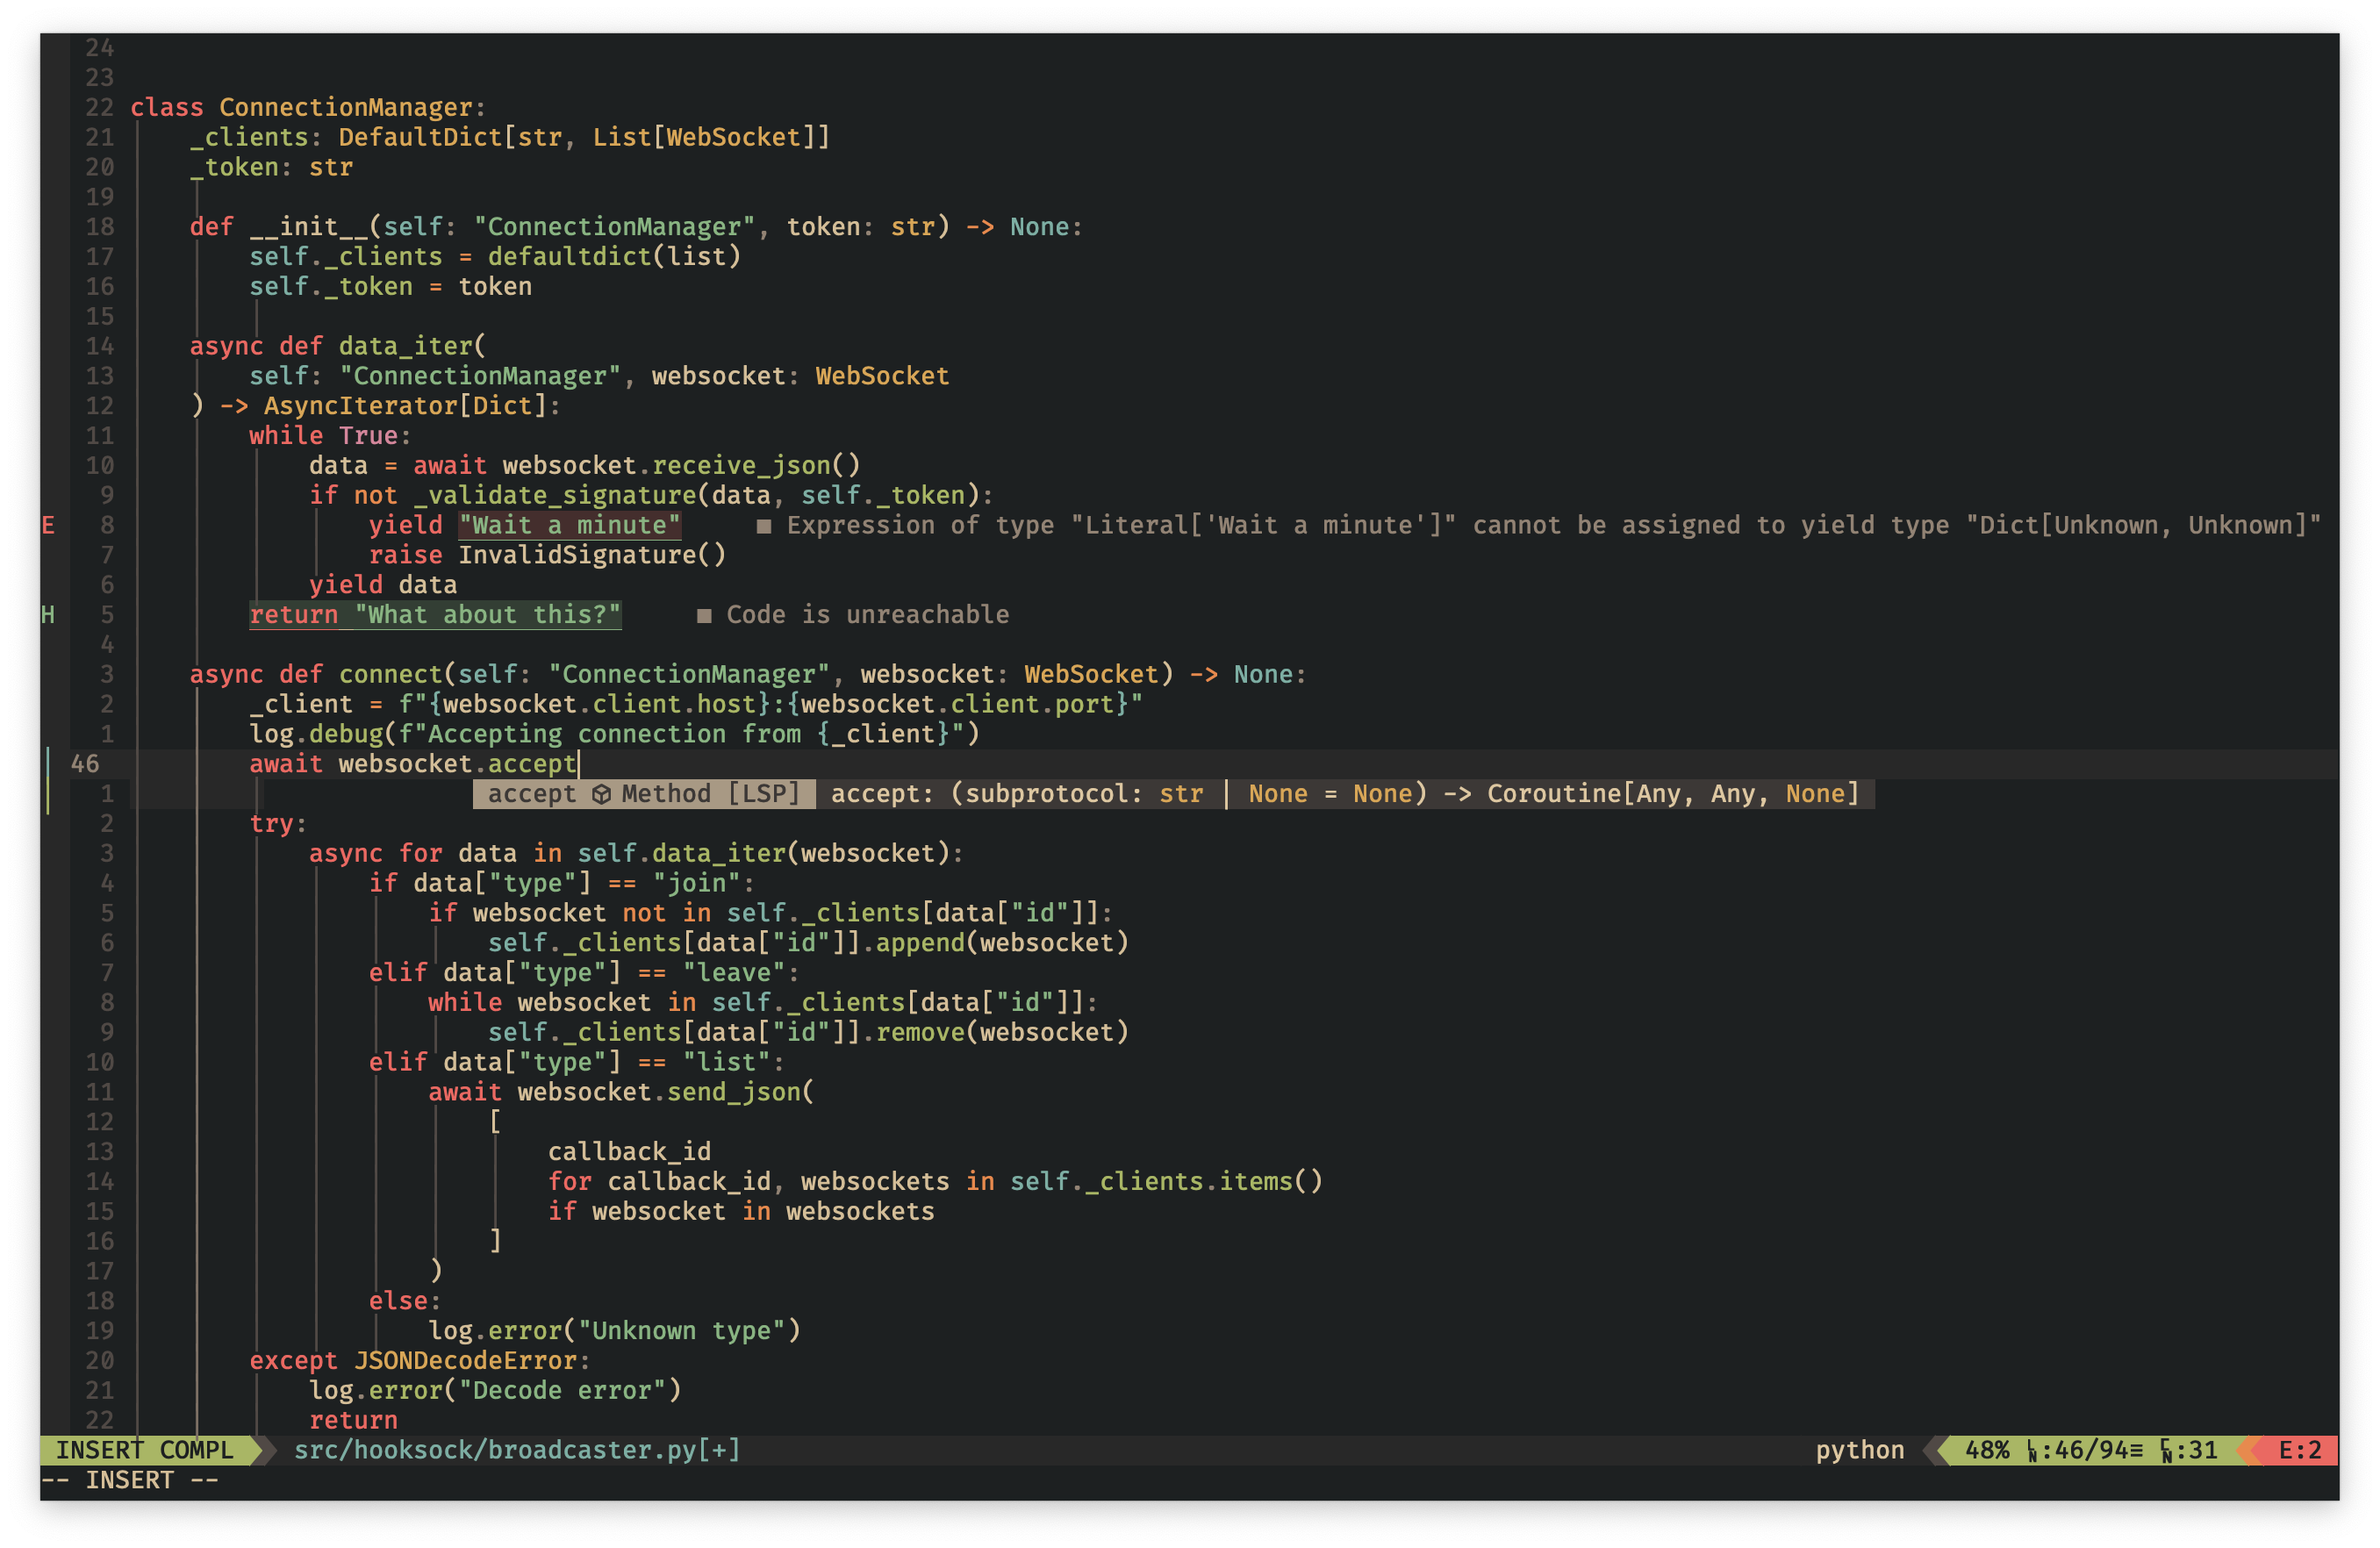 24
23
22 class ConnectionManager:
21     _clients: DefaultDict[str, List[WebSocket]]
20     _token: str
19
18     def __init__(self: "ConnectionManager", token: str) -> None:
17         self._clients = defaultdict(list)
16         self._token = token
15
14     async def data_iter(
13         self: "ConnectionManager", websocket: WebSocket
12     ) -> AsyncIterator[Dict]:
11         while True:
10             data = await websocket.receive_json()
9             if not _validate_signature(data, self._token):
E 8                 yield "Wait a minute"     ■ Expression of type "Literal['Wait a minute']" cannot be assigned to yield type "Dict[Unknown, Unknown]"
7                 raise InvalidSignature()
6             yield data
H 5         return "What about this?"     ■ Code is unreachable
4
3     async def connect(self: "ConnectionManager", websocket: WebSocket) -> None:
2         _client = f"{websocket.client.host}:{websocket.client.port}"
1         log.debug(f"Accepting connection from {_client}")
46         await websocket.accept
1 accept Method [LSP] accept: (subprotocol: str | None = None) -> Coroutine[Any, Any, None]
2         try:
3             async for data in self.data_iter(websocket):
4                 if data["type"] == "join":
5                     if websocket not in self._clients[data["id"]]:
6                         self._clients[data["id"]].append(websocket)
7                 elif data["type"] == "leave":
8                     while websocket in self._clients[data["id"]]:
9                         self._clients[data["id"]].remove(websocket)
10                 elif data["type"] == "list":
11                     await websocket.send_json(
12                         [
13                             callback_id
14                             for callback_id, websockets in self._clients.items()
15                             if websocket in websockets
16                         ]
17                     )
18                 else:
19                     log.error("Unknown type")
20         except JSONDecodeError:
21             log.error("Decode error")
22             return
INSERT COMPL src/hooksock/broadcaster.py[+] python 48% LN:46/94≡ CN:31 E:2
-- INSERT --